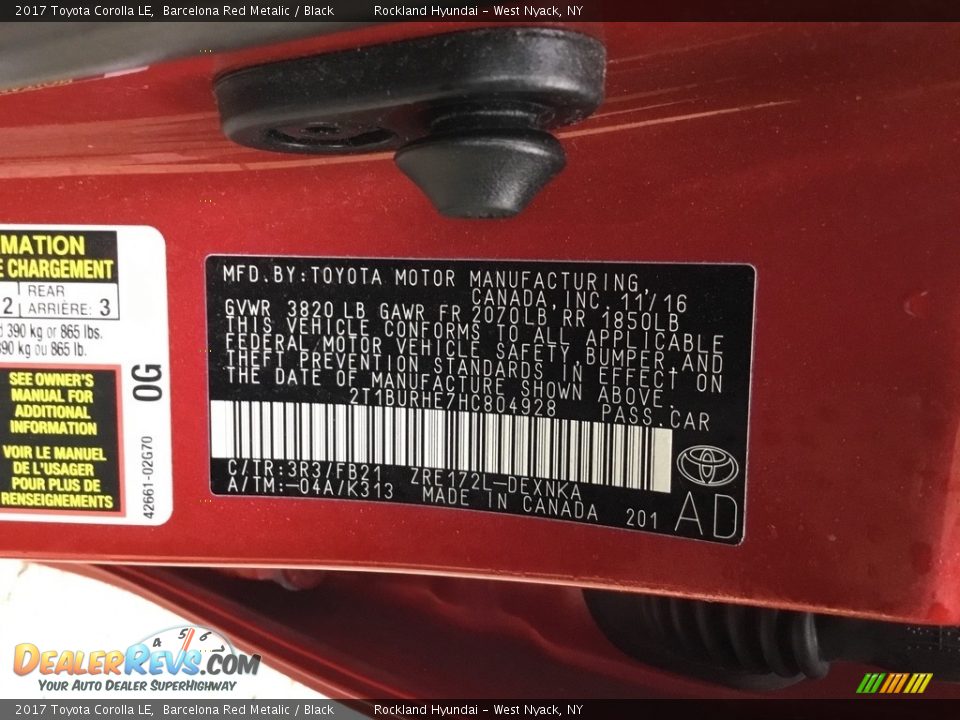 2017 Toyota Corolla LE, Barcelona Red Metalic / Black Rockland Hyundai - West Nyack, NY
MATION
E CHARGEMENT
2 REAR ARRIÈRE: 3
390 kg or 865 lbs.
390 kg ou 865 lb.
SEE OWNER'S
MANUAL FOR
ADDITIONAL
INFORMATION
VOIR LE MANUEL
DE L'USAGER
POUR PLUS DE
RENSEIGNEMENTS
0G
42661-02G70
MFD. BY:TOYOTA MOTOR MANUFACTURING,
CANADA,INC. 11/16
GVWR 3820 LB GAWR FR 2070LB RR 1850LB
THIS VEHICLE CONFORMS TO ALL APPLICABLE
FEDERAL MOTOR VEHICLE SAFETY,BUMPER AND
THEFT PREVENTION STANDARDS IN EFFECT ON
THE DATE OF MANUFACTURE SHOWN ABOVE.
2T1BURHE7HC804928 PASS.CAR
C/TR:3R3/FB21 ZRE172L-DEXNKA
A/TM:-04A/K313 MADE IN CANADA 201
AD
4 5 6
DEALERREVS.COM
YOUR AUTO DEALER SUPERHIGHWAY
2017 Toyota Corolla LE, Barcelona Red Metalic / Black Rockland Hyundai - West Nyack, NY